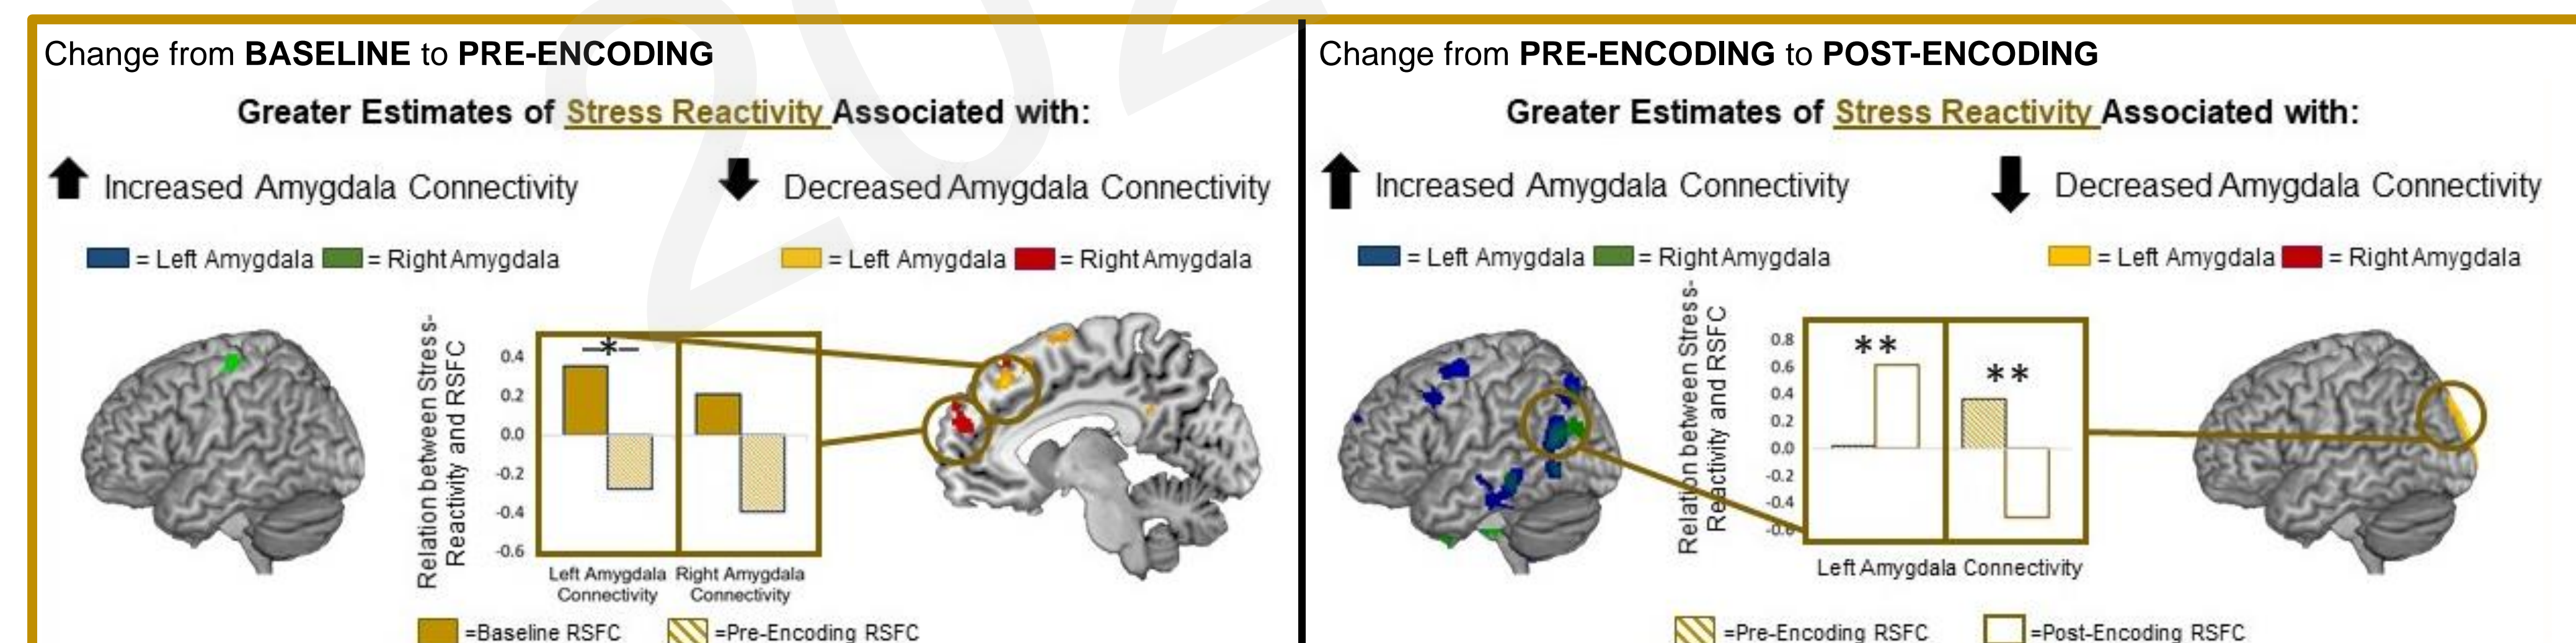 Change from BASELINE to PRE-ENCODING
Greater Estimates of Stress Reactivity Associated with:
Increased Amygdala Connectivity
Decreased Amygdala Connectivity
= Left Amygdala = Right Amygdala
= Left Amygdala = Right Amygdala
Relation between Stress-
Reactivity and RSFC
0.4
0.2
0.0
-0.2
-0.4
-0.6
*
Left Amygdala Connectivity
Right Amygdala Connectivity
=Baseline RSFC =Pre-Encoding RSFC
Change from PRE-ENCODING to POST-ENCODING
Greater Estimates of Stress Reactivity Associated with:
Increased Amygdala Connectivity
Decreased Amygdala Connectivity
= Left Amygdala = Right Amygdala
= Left Amygdala = Right Amygdala
Relation between Stress-
Reactivity and RSFC
0.8
0.6
0.4
0.2
0.0
-0.2
-0.4
-0.6
**
**
Left Amygdala Connectivity
=Pre-Encoding RSFC =Post-Encoding RSFC